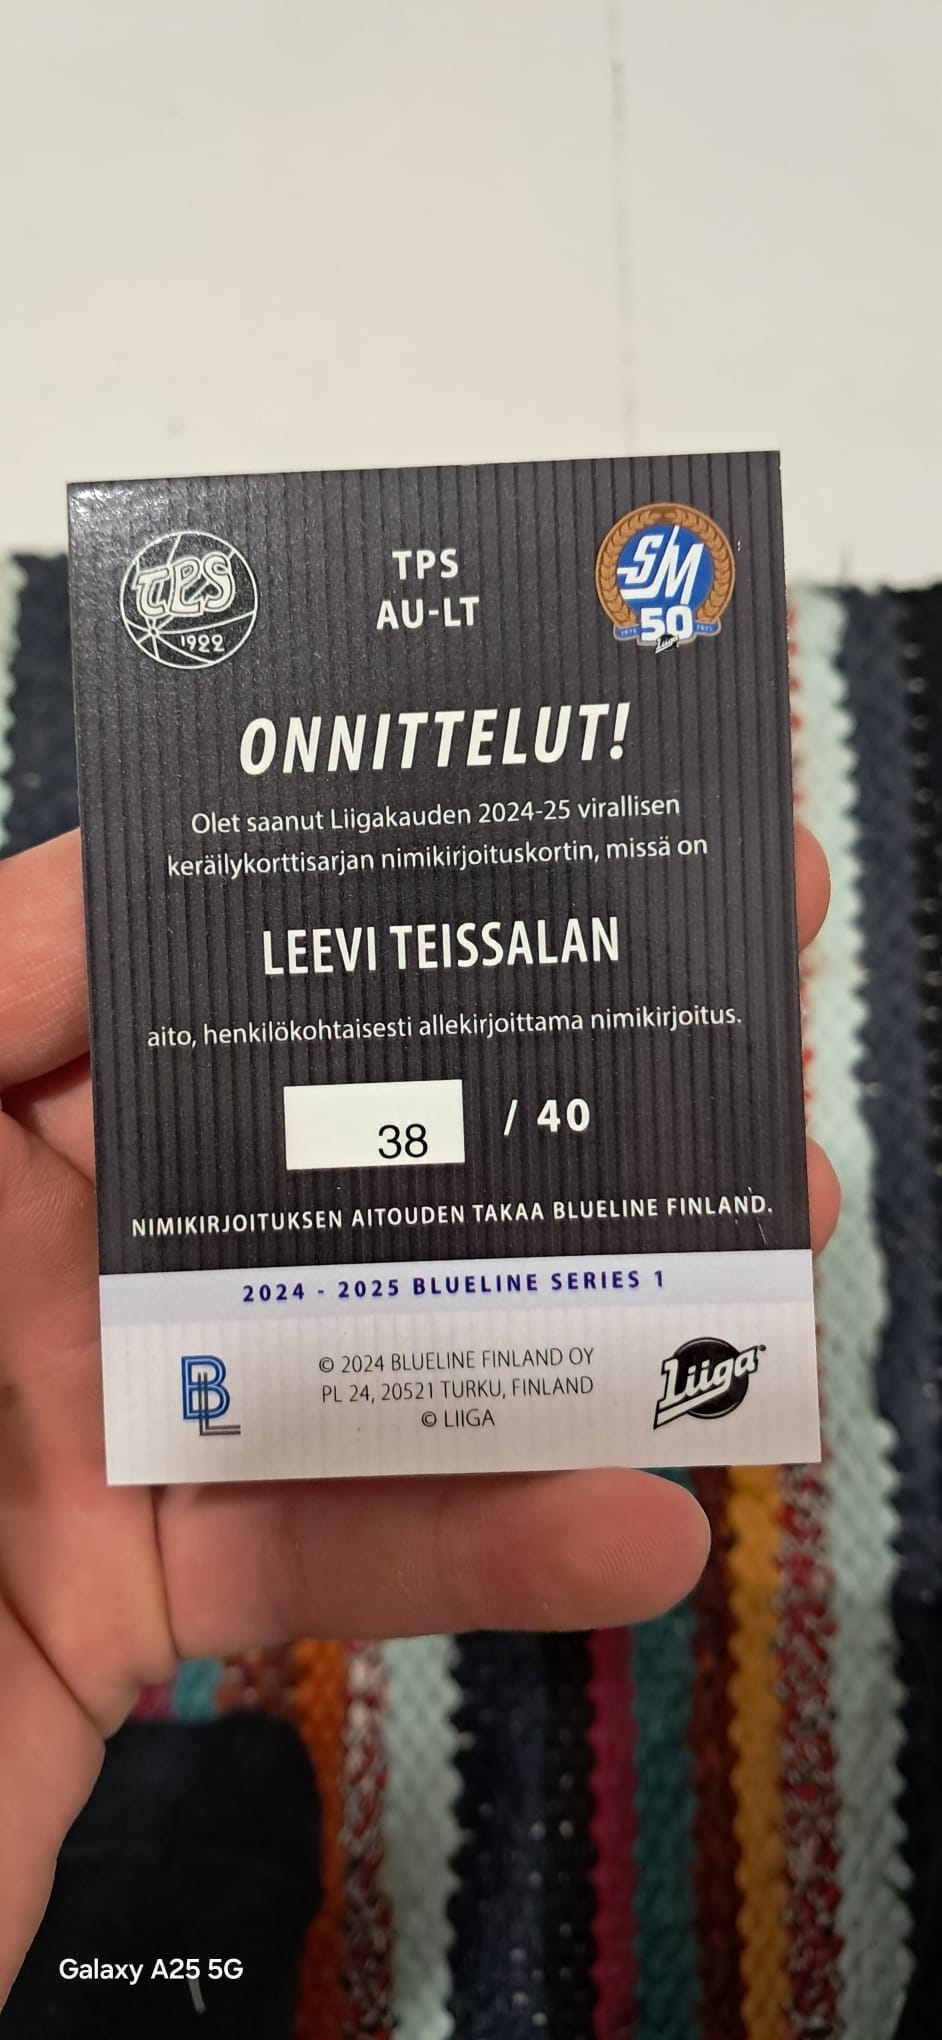 TPS
1922
TPS
AU-LT
SM
50
Liiga
ONNITTELUT!
Olet saanut Liigakauden 2024-25 virallisen
keräilykorttisarjan nimikirjoituskortin, missä on
LEEVI TEISSALAN
aito, henkilökohtaisesti allekirjoittama nimikirjoitus.
38 / 40
NIMIKIRJOITUKSEN AITOUDEN TAKAA BLUELINE FINLAND.
2024 - 2025 BLUELINE SERIES 1
BL
© 2024 BLUELINE FINLAND OY
PL 24, 20521 TURKU, FINLAND
© LIIGA
Liiga
Galaxy A25 5G